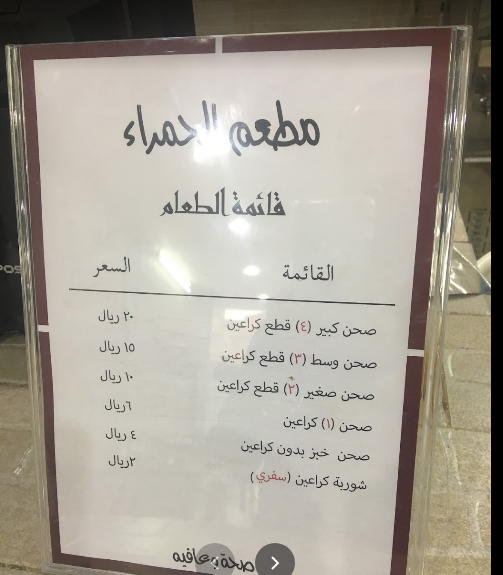 مطعم الحمراء
قائمة الطعام
القائمة السعر
صحن كبير (٤) قطع كراعين ٢٠ ريال
صحن وسط (٣) قطع كراعين ١٥ ريال
صحن صغير (٢) قطع كراعين ١٠ ريال
صحن (١) كراعين ٦ريال
صحن خبز بدون كراعين ٤ ريال
شوربة كراعين (سفري) ٢ريال
صحة وعافيه
POS